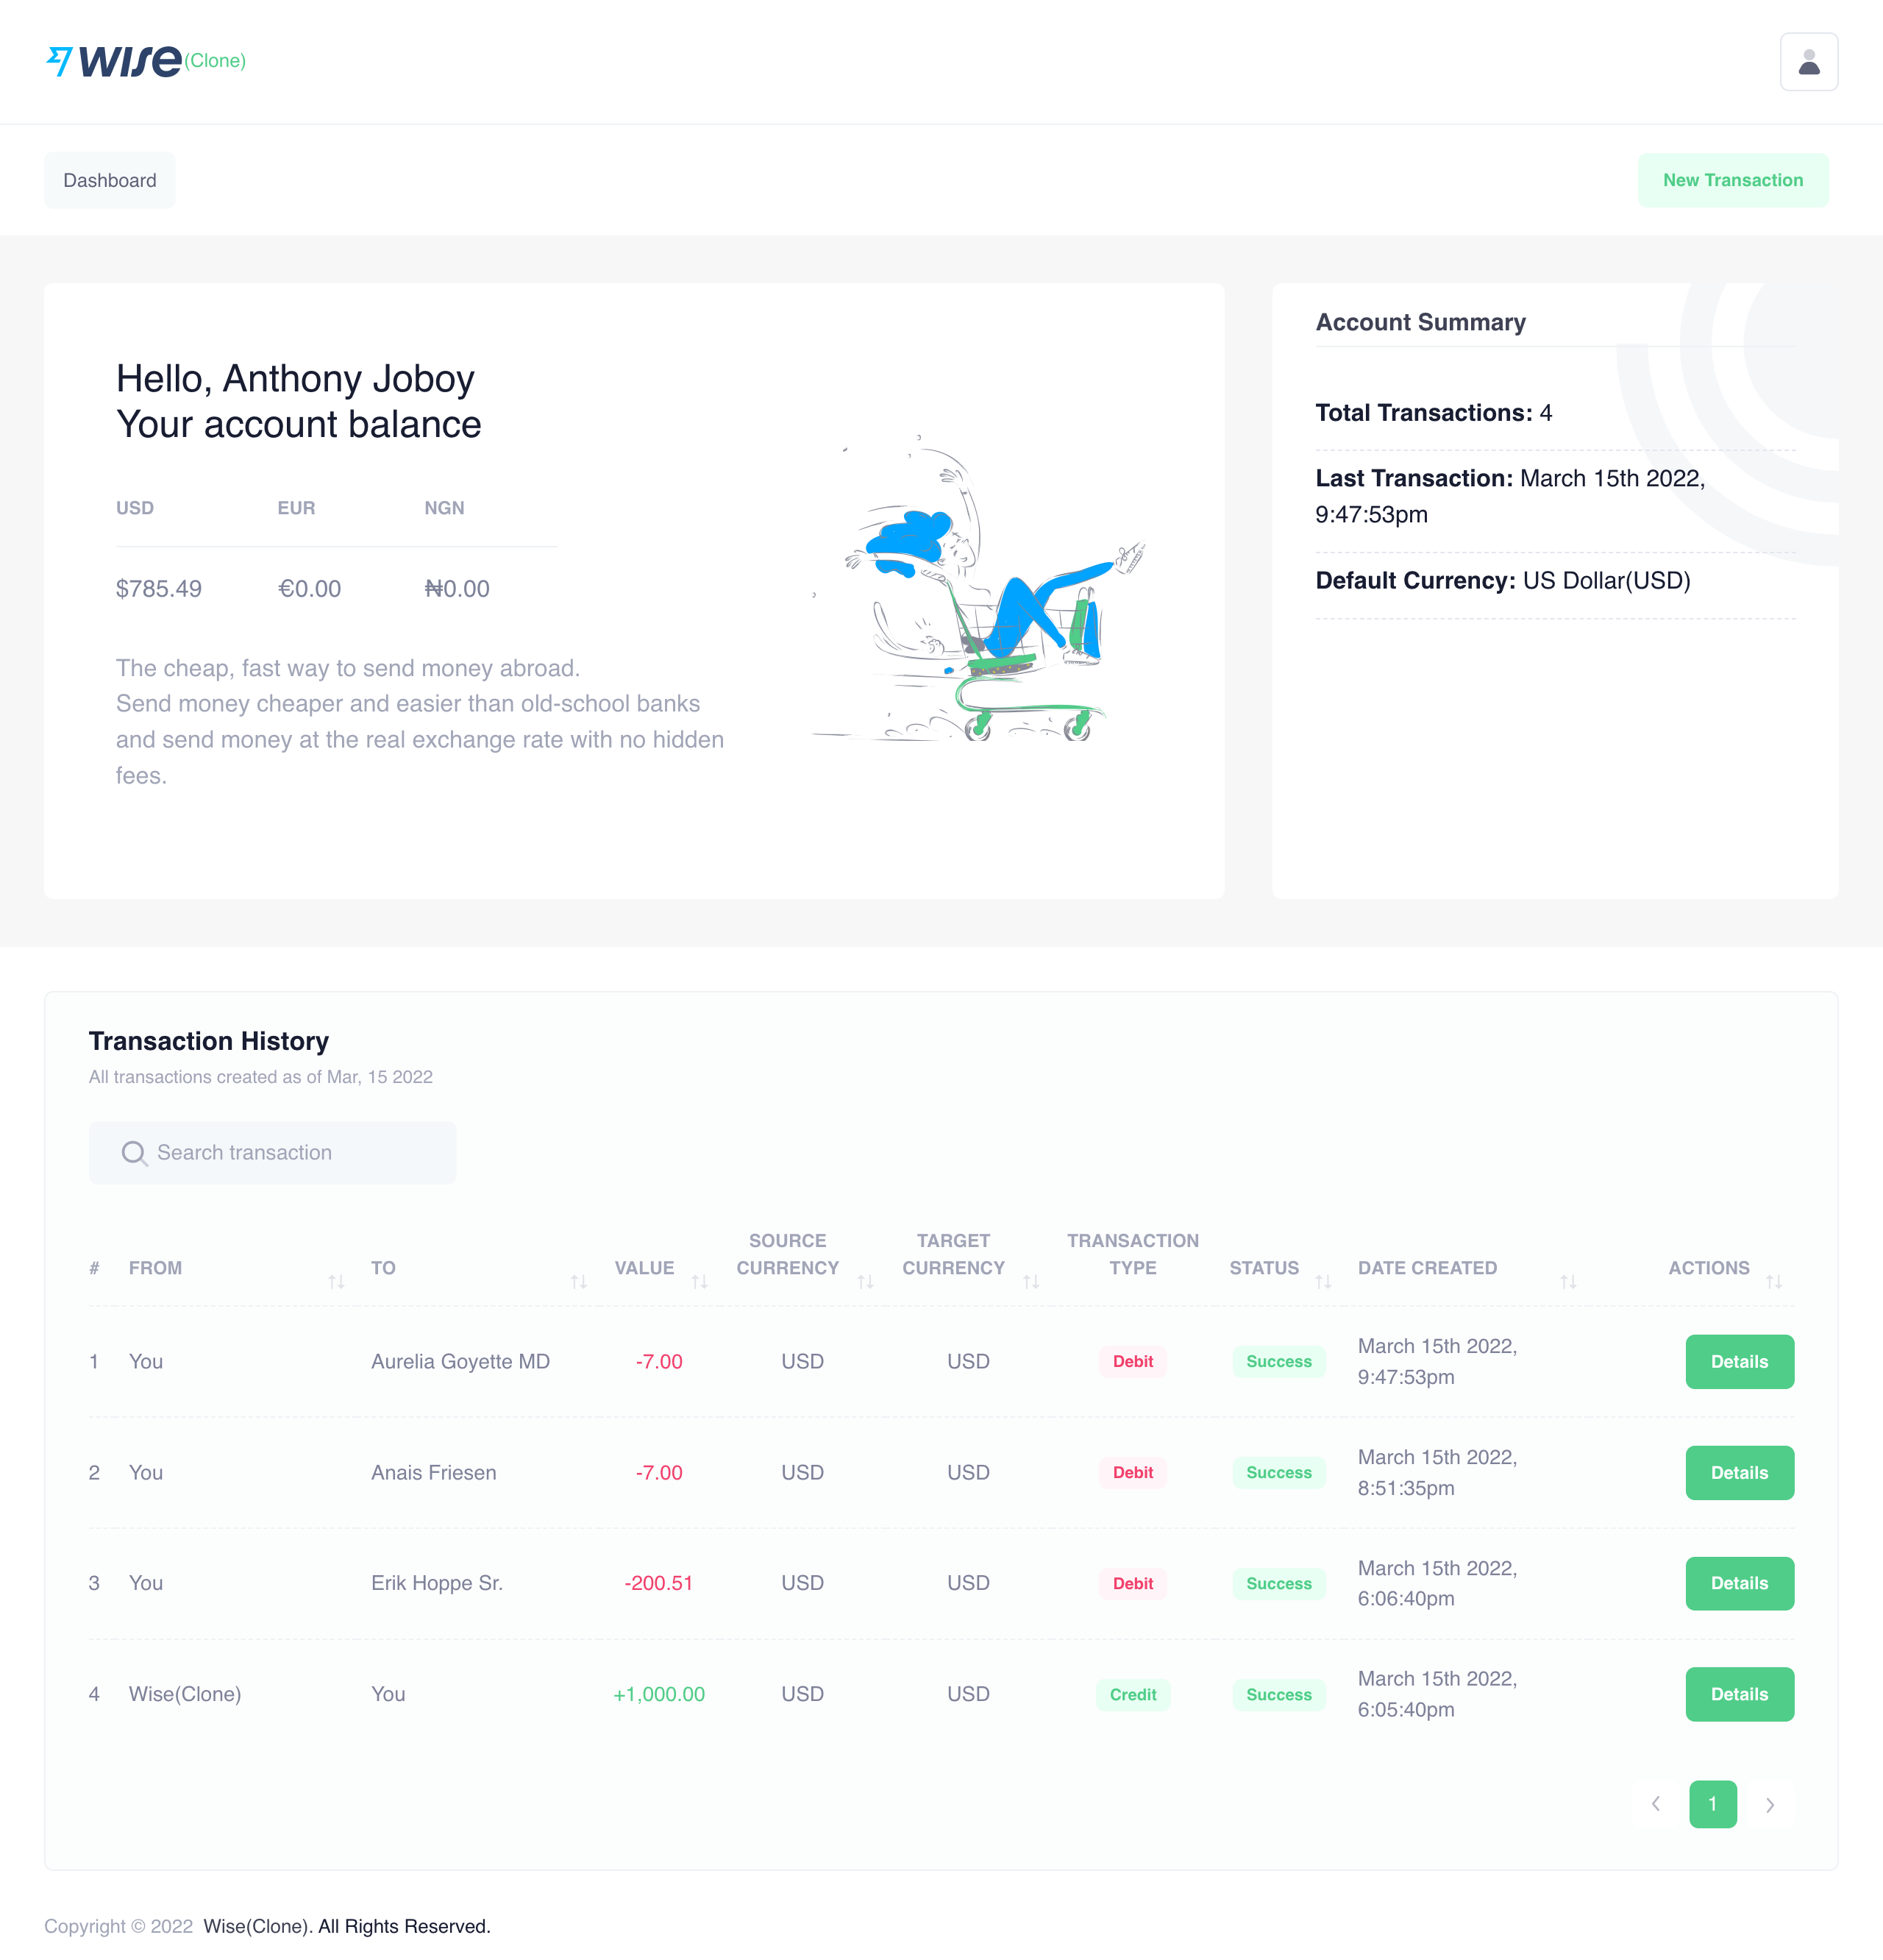 wise(Clone)
Dashboard
New Transaction
Hello, Anthony Joboy
Your account balance
USD EUR NGN
$785.49 €0.00 ₦0.00
The cheap, fast way to send money abroad.
Send money cheaper and easier than old-school banks
and send money at the real exchange rate with no hidden
fees.
Account Summary
Total Transactions: 4
Last Transaction: March 15th 2022,
9:47:53pm
Default Currency: US Dollar(USD)
Transaction History
All transactions created as of Mar, 15 2022
Search transaction
# FROM TO VALUE SOURCE CURRENCY TARGET CURRENCY TRANSACTION TYPE STATUS DATE CREATED ACTIONS
1 You Aurelia Goyette MD -7.00 USD USD Debit Success March 15th 2022, 9:47:53pm Details
2 You Anais Friesen -7.00 USD USD Debit Success March 15th 2022, 8:51:35pm Details
3 You Erik Hoppe Sr. -200.51 USD USD Debit Success March 15th 2022, 6:06:40pm Details
4 Wise(Clone) You +1,000.00 USD USD Credit Success March 15th 2022, 6:05:40pm Details
1
Copyright © 2022 Wise(Clone). All Rights Reserved.